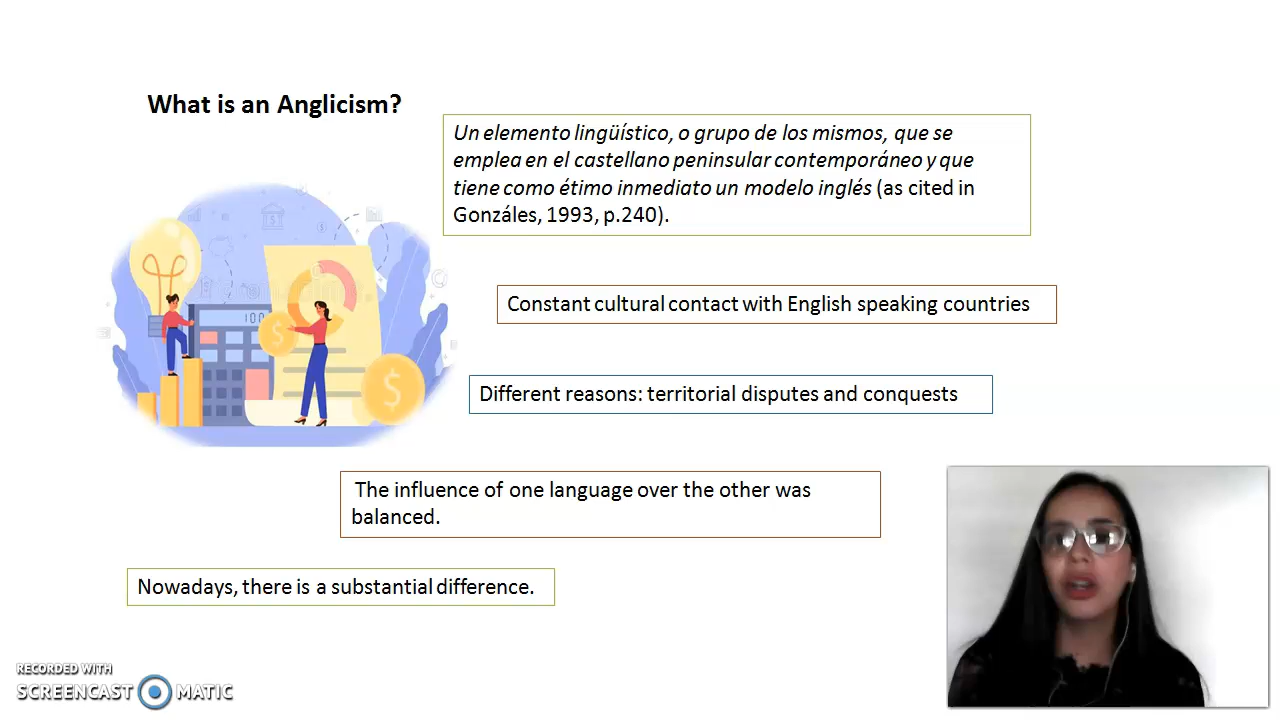 What is an Anglicism?
Un elemento lingüístico, o grupo de los mismos, que se
emplea en el castellano peninsular contemporáneo y que
tiene como étimo inmediato un modelo inglés (as cited in
Gonzáles, 1993, p.240).
Constant cultural contact with English speaking countries
Different reasons: territorial disputes and conquests
The influence of one language over the other was
balanced.
Nowadays, there is a substantial difference.
RECORDED WITH
SCREENCAST MATIC